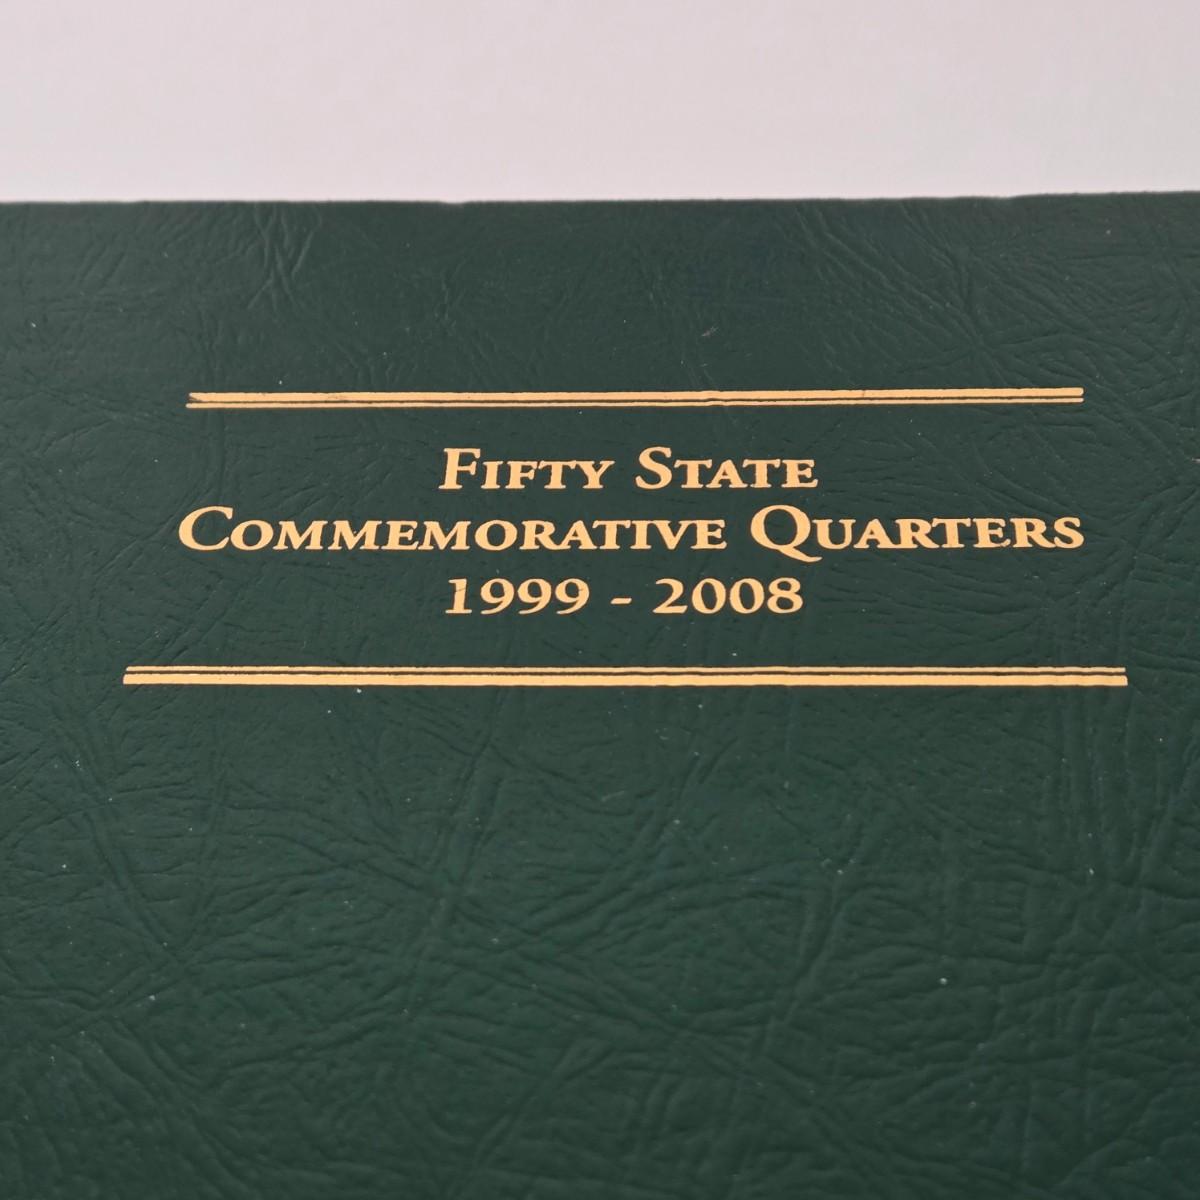 FIFTY STATE
COMMEMORATIVE QUARTERS
1999 - 2008